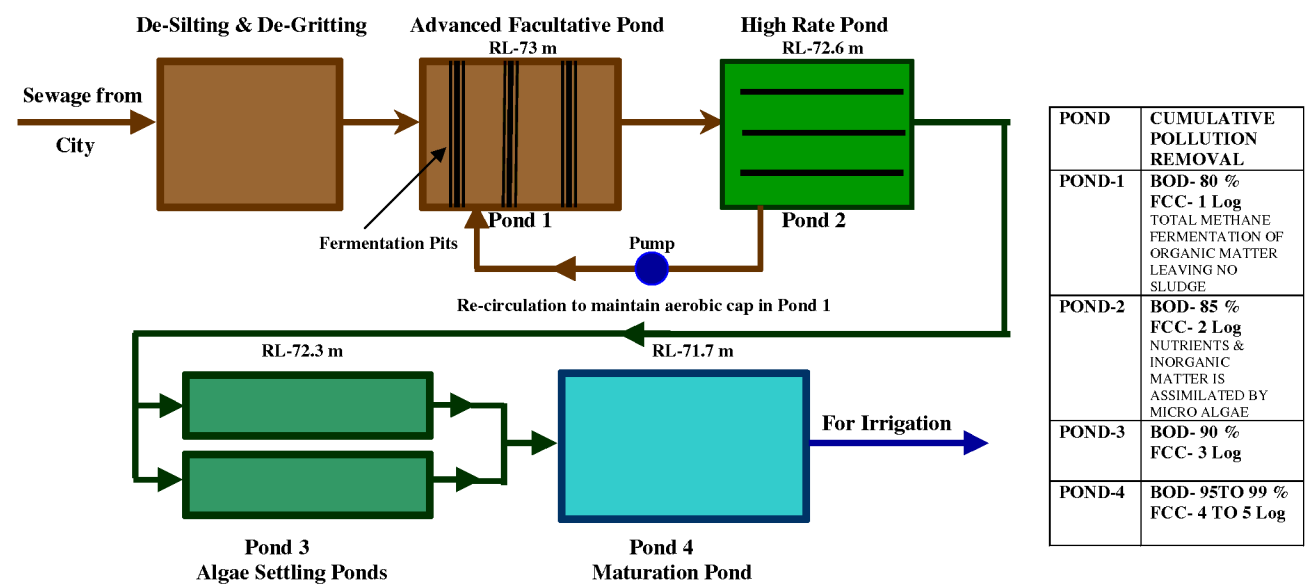 De-Silting & De-Gritting
Advanced Facultative Pond
RL-73 m
High Rate Pond
RL-72.6 m
Sewage from
City
Pond 1
Pond 2
Fermentation Pits
Pump
Re-circulation to maintain aerobic cap in Pond 1
RL-72.3 m
RL-71.7 m
For Irrigation
Pond 3
Algae Settling Ponds
Pond 4
Maturation Pond
POND
CUMULATIVE
POLLUTION
REMOVAL
POND-1
BOD- 80 %
FCC- 1 Log
TOTAL METHANE
FERMENTATION OF
ORGANIC MATTER
LEAVING NO
SLUDGE
POND-2
BOD- 85 %
FCC- 2 Log
NUTRIENTS &
INORGANIC
MATTER IS
ASSIMILATED BY
MICRO ALGAE
POND-3
BOD- 90 %
FCC- 3 Log
POND-4
BOD- 95TO 99 %
FCC- 4 TO 5 Log